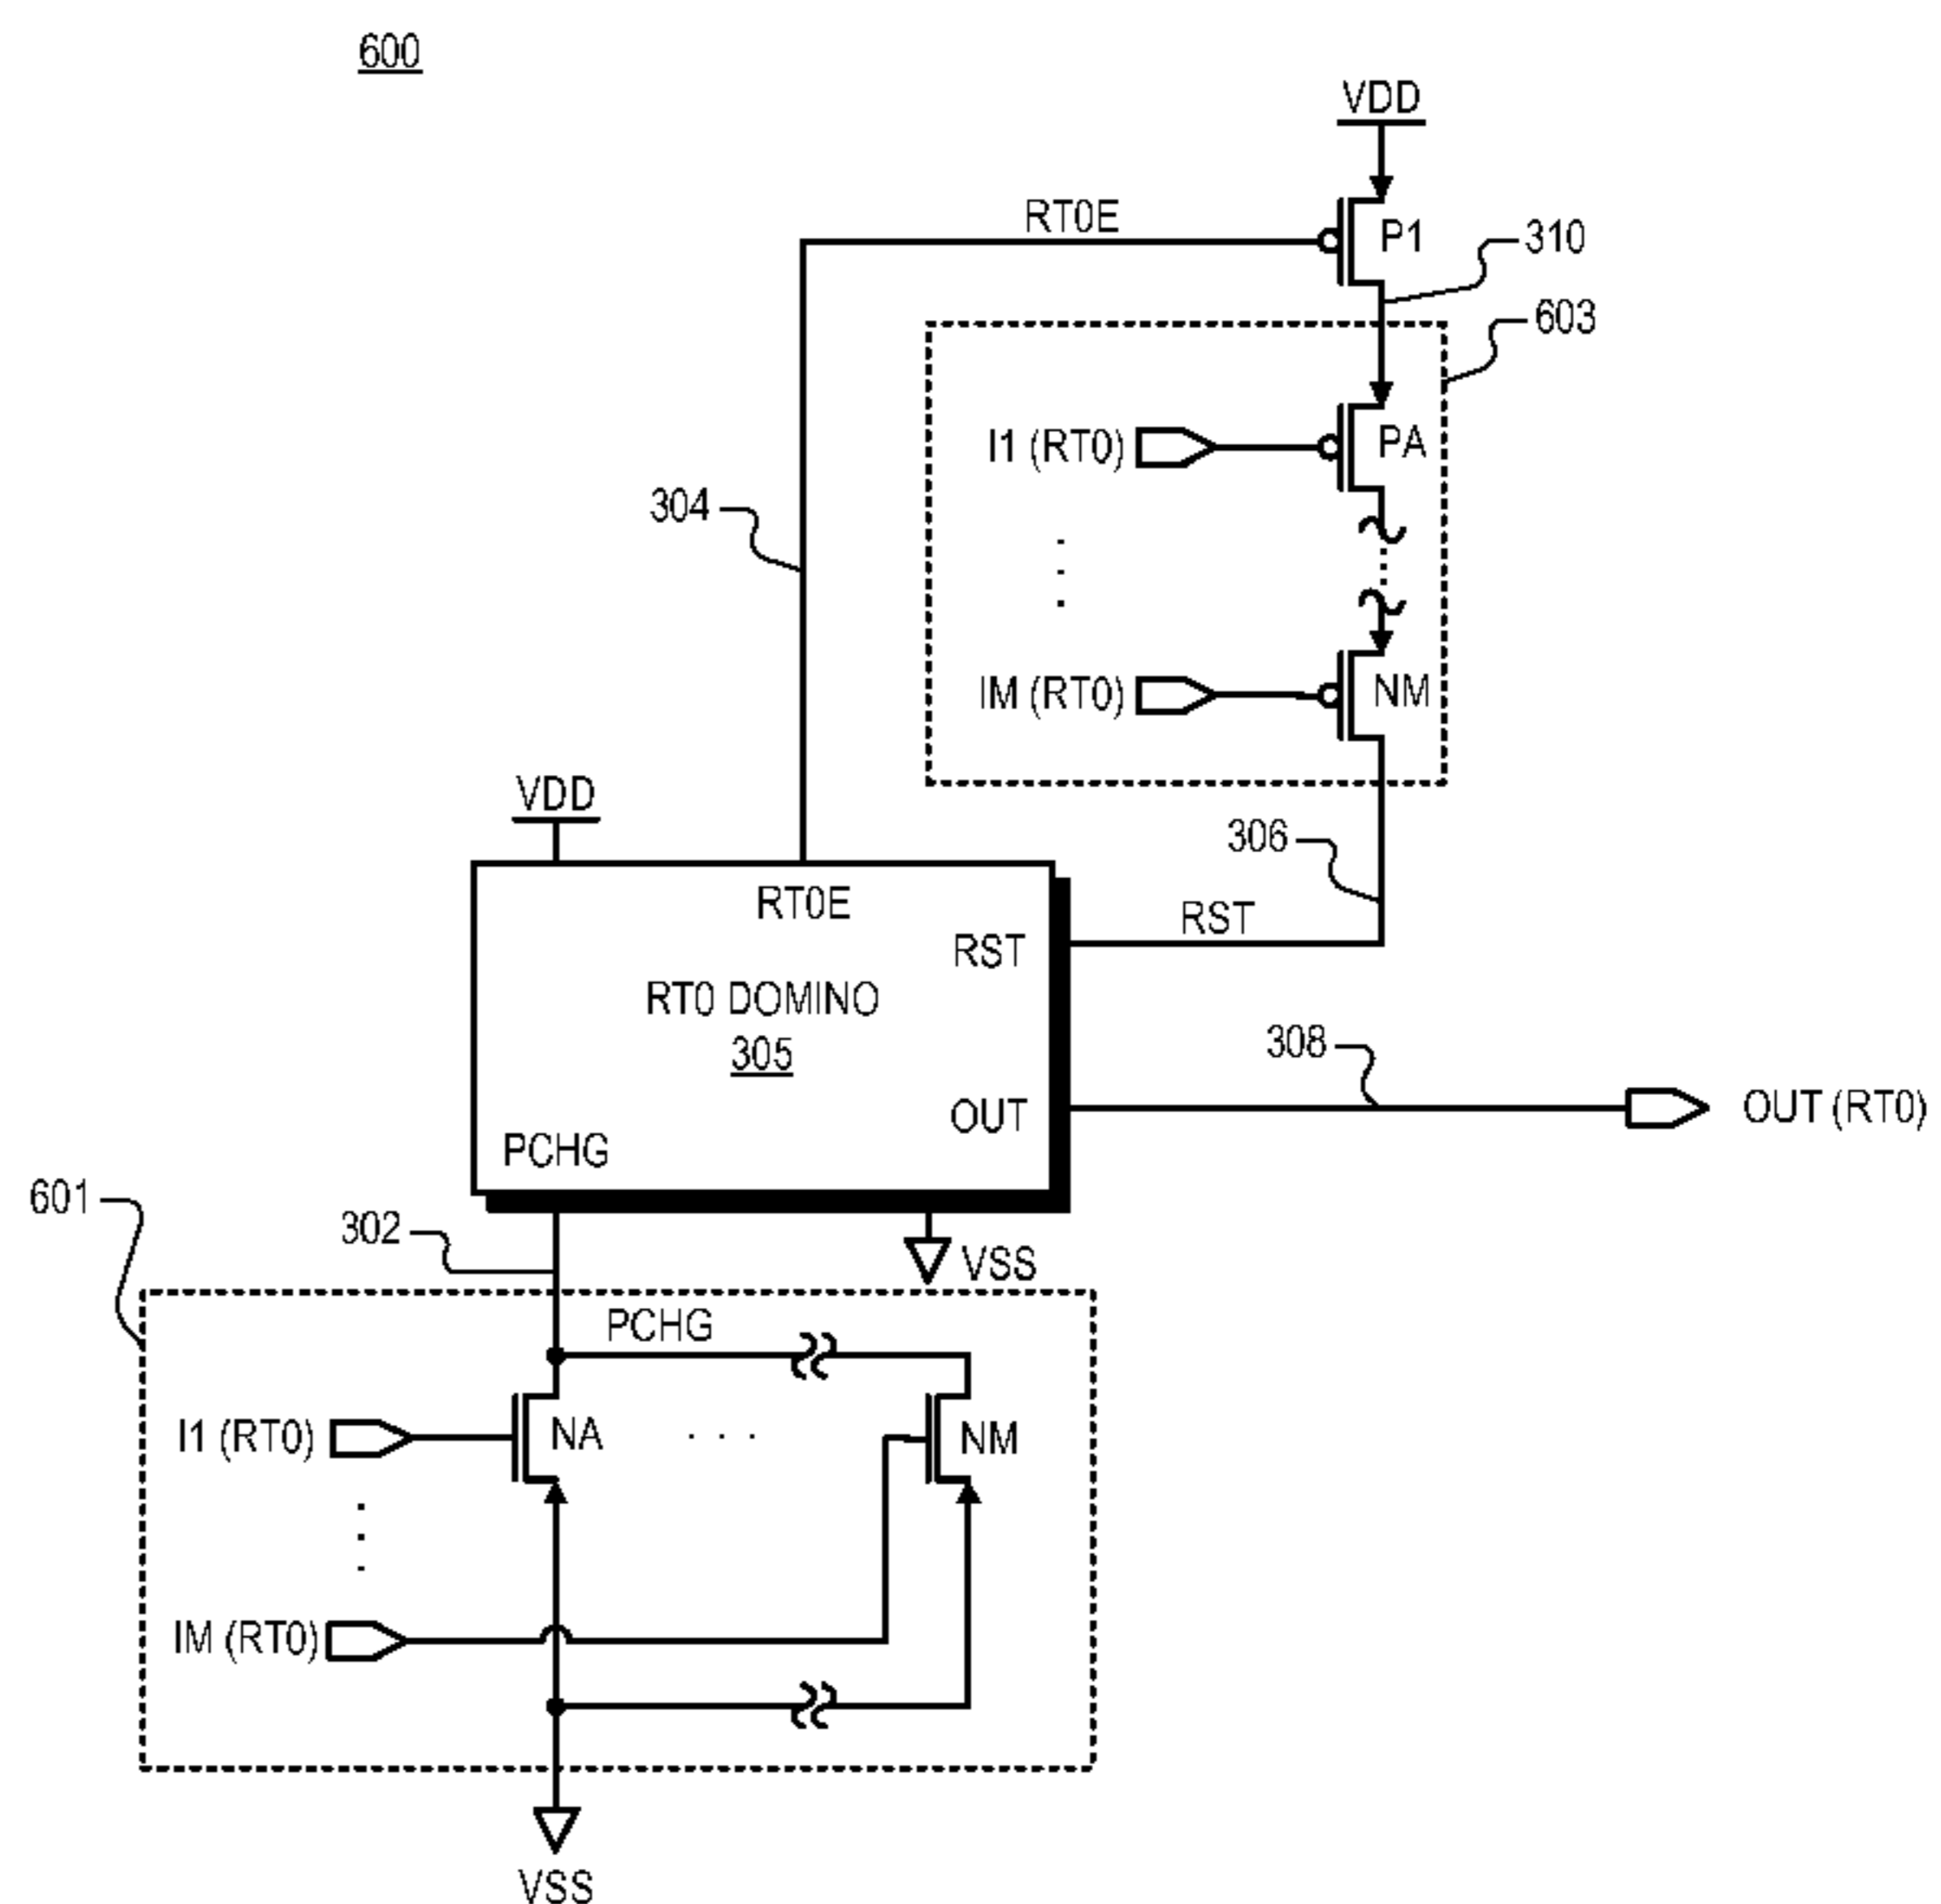 600
VDD
RT0E
P1
310
603
I1 (RT0)
PA
304
IM (RT0)
NM
VDD
306
RT0E
RST
RST
RT0 DOMINO
305
308
OUT
OUT (RT0)
PCHG
601
302
VSS
PCHG
I1 (RT0)
NA
. . .
NM
IM (RT0)
VSS